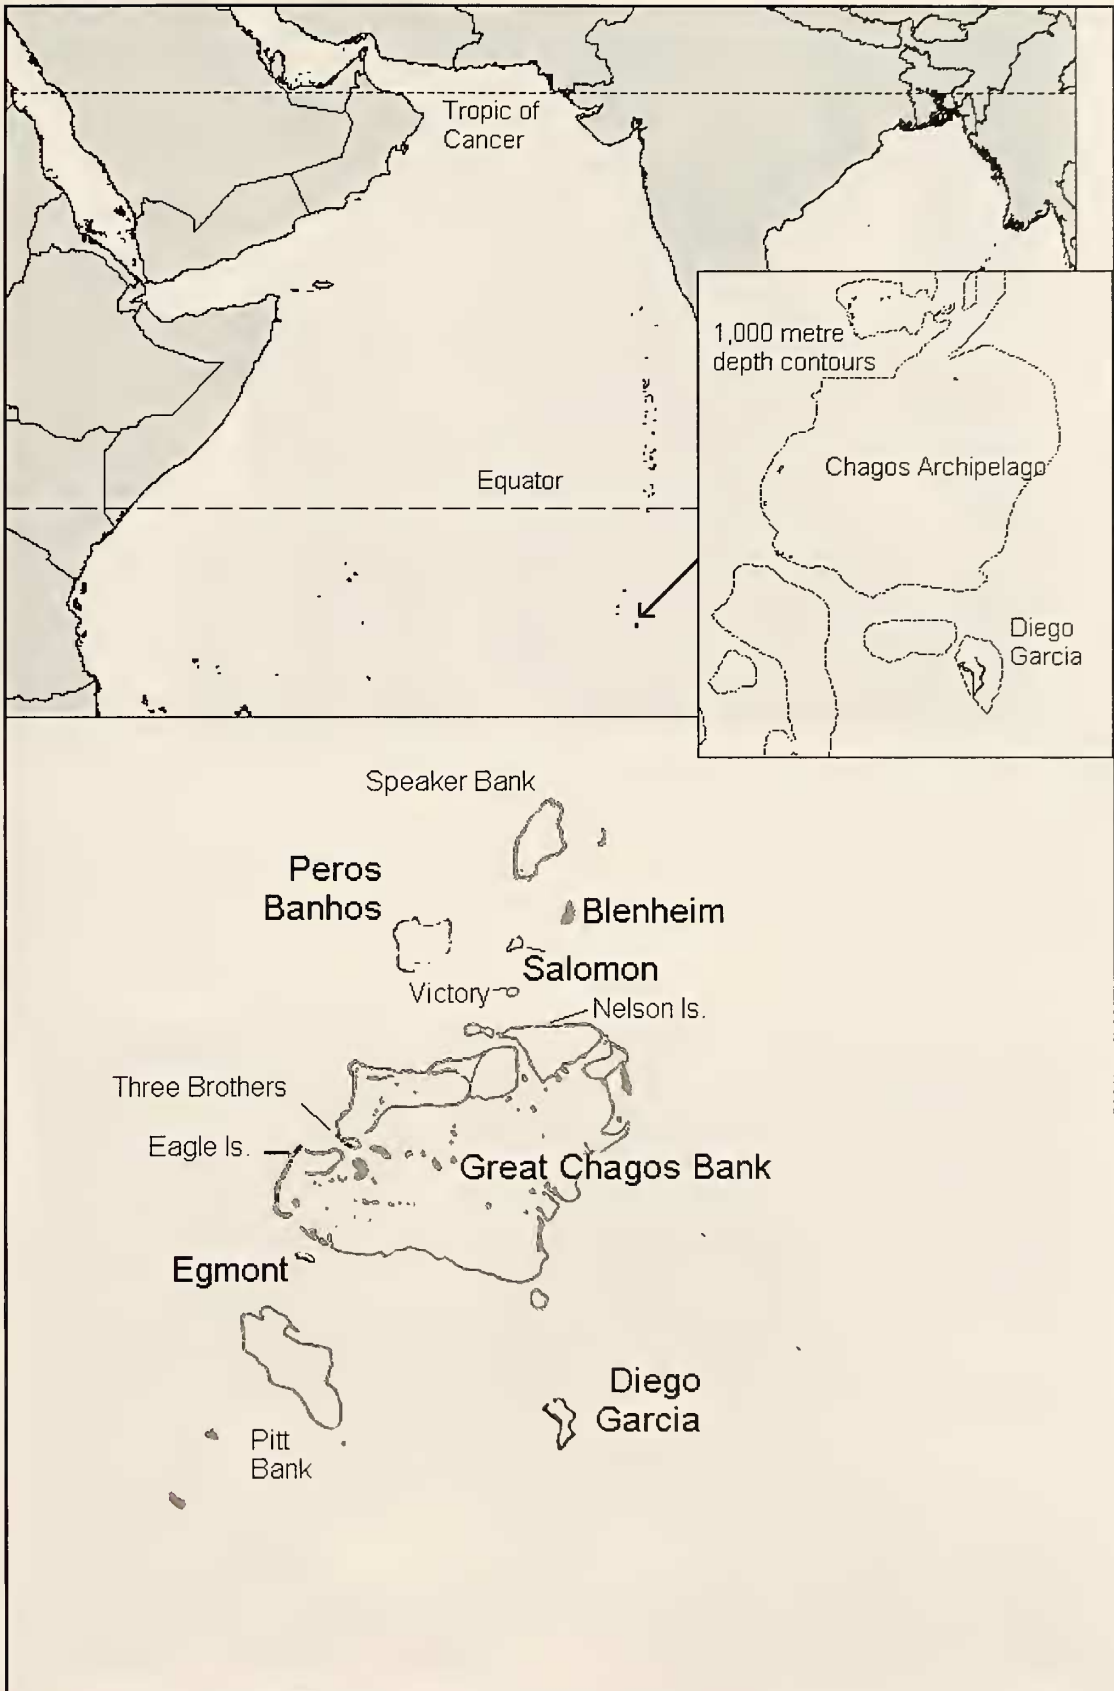 Tropic of
Cancer
1,000 metre
depth contours
Chagos Archipelago
Equator
Diego
Garcia
Speaker Bank
Peros
Banhos
Blenheim
Salomon
Victory
Nelson Is.
Three Brothers
Eagle Is.
Great Chagos Bank
Egmont
Diego
Garcia
Pitt
Bank